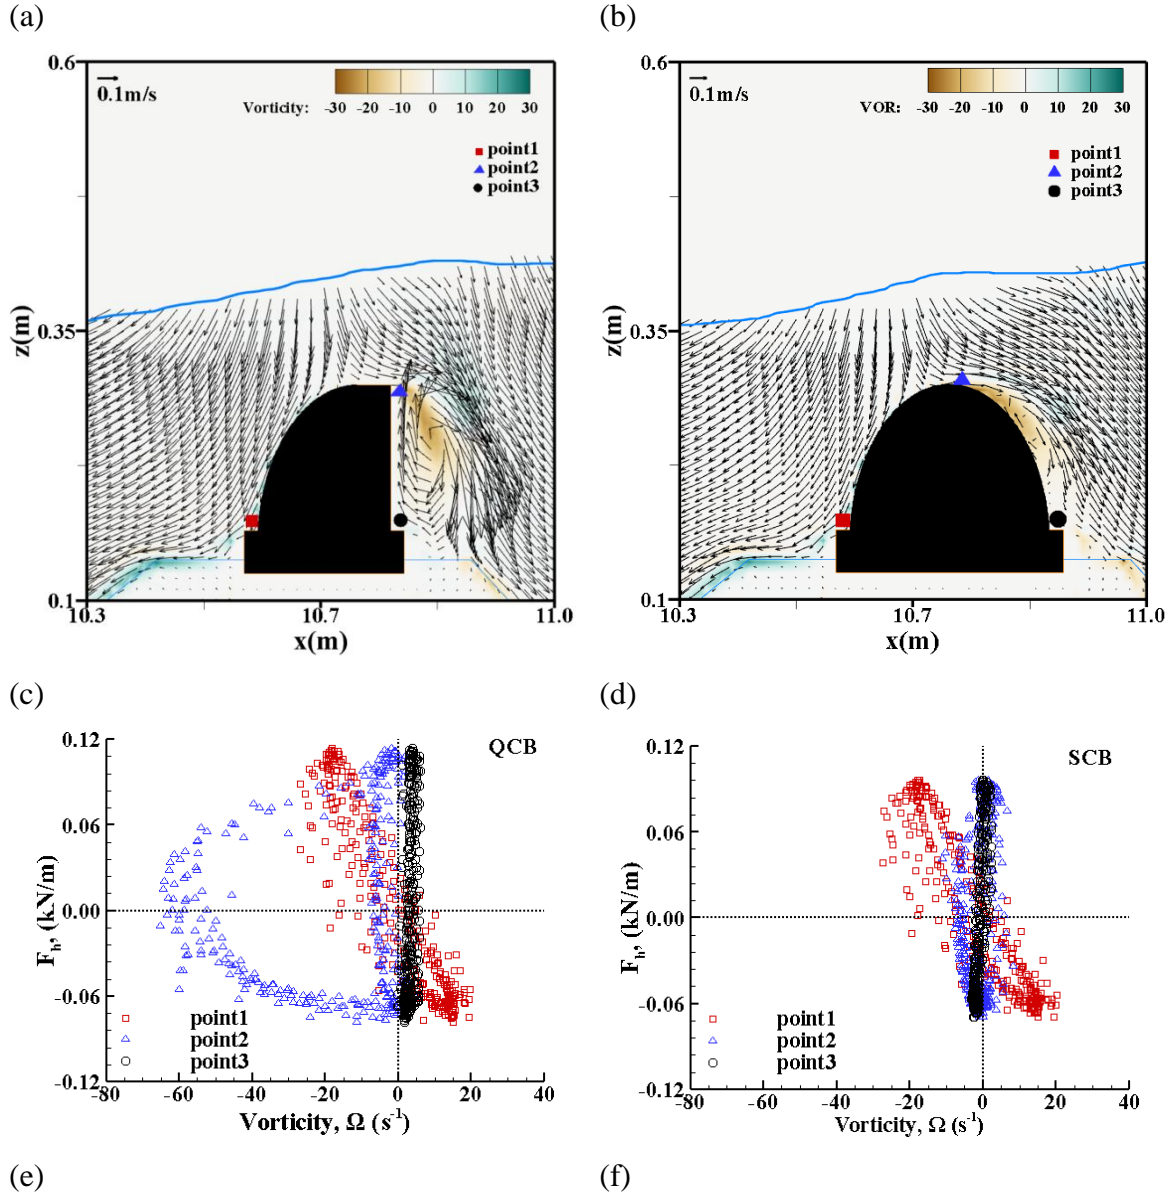 (a)
(b)
0.6
0.1m/s
Vorticity: -30 -20 -10 0 10 20 30
point1
point2
point3
z(m)
0.35
0.1
10.3 10.7 11.0
x(m)
0.6
0.1m/s
VOR: -30 -20 -10 0 10 20 30
point1
point2
point3
z(m)
0.35
0.1
10.3 10.7 11.0
x(m)
(c)
(d)
0.12
QCB
0.06
F_h, (kN/m)
0.00
-0.06
point1
point2
point3
-0.12
-80 -60 -40 -20 0 20 40
Vorticity, Ω (s⁻¹)
0.12
SCB
0.06
F_h, (kN/m)
0.00
-0.06
point1
point2
point3
-0.12
-80 -60 -40 -20 0 20 40
Vorticity, Ω (s⁻¹)
(e)
(f)